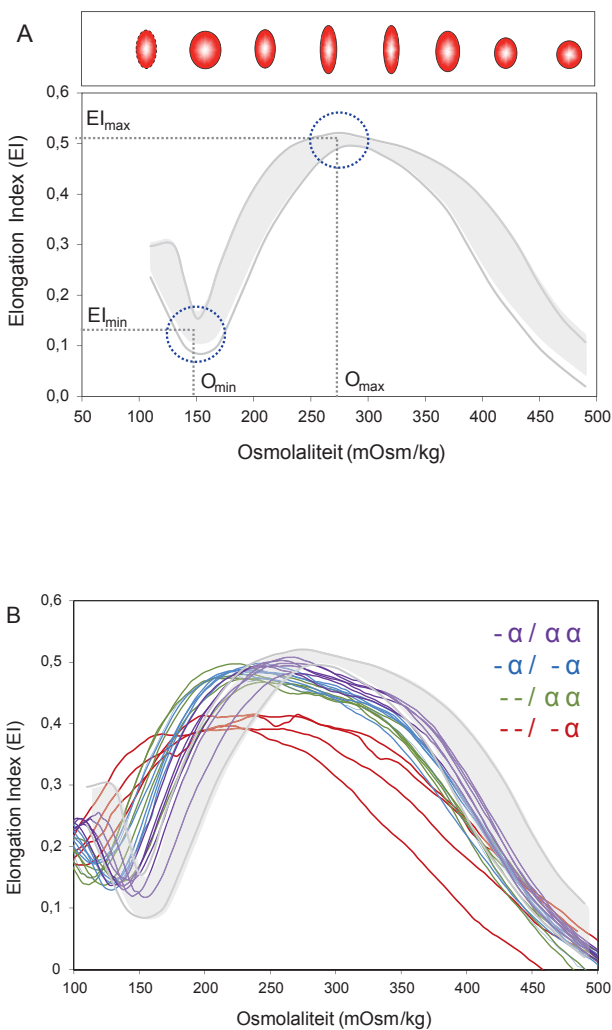 A
0,6
0,5
0,4
0,3
0,2
0,1
0,0
Elongation Index (EI)
EImax
EImin
Omin
Omax
50 100 150 200 250 300 350 400 450 500
Osmolaliteit (mOsm/kg)
B
0,6
0,5
0,4
0,3
0,2
0,1
0
Elongation Index (EI)
-α/αα
-α/-α
--/αα
--/-α
100 150 200 250 300 350 400 450 500
Osmolaliteit (mOsm/kg)